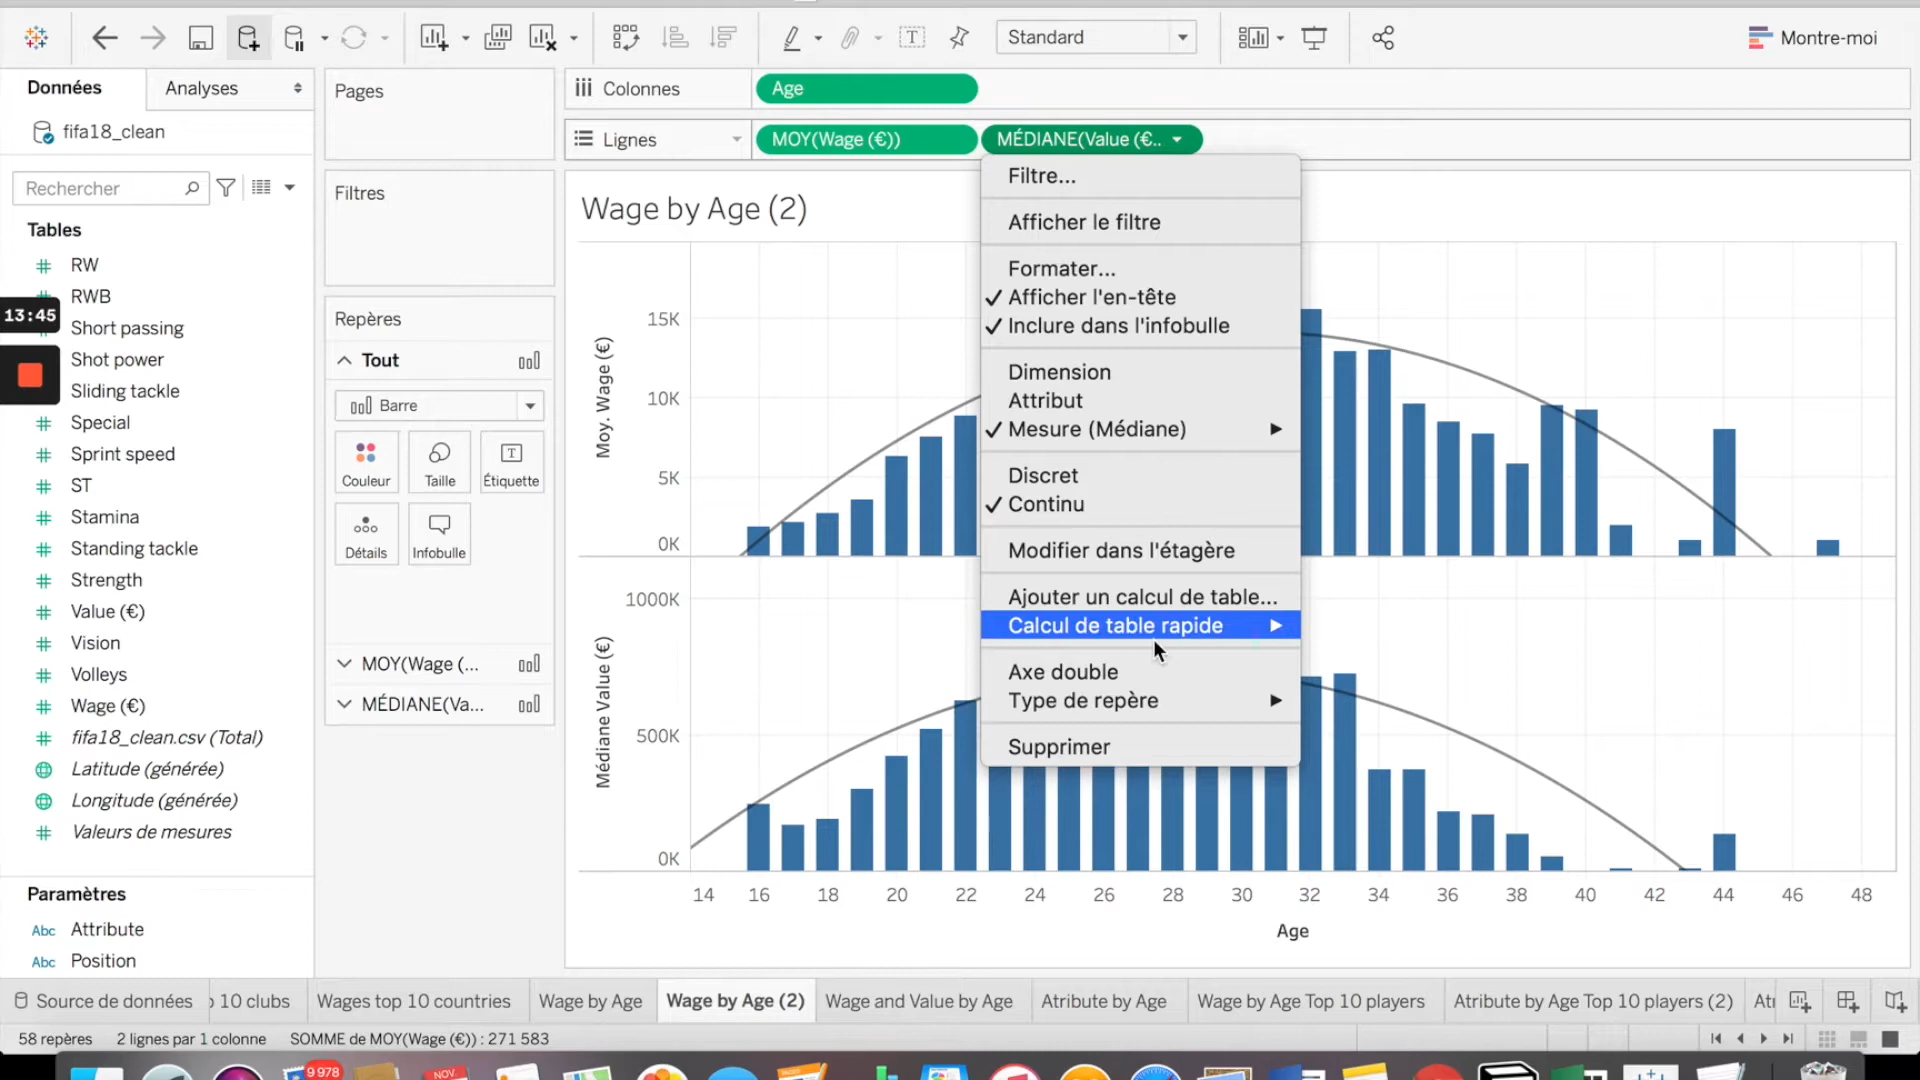 Standard
Montre-moi
Données
Analyses
fifa18_clean
Rechercher
Tables
RW
RWB
13:45
Short passing
Shot power
Sliding tackle
Special
Sprint speed
ST
Stamina
Standing tackle
Strength
Value (€)
Vision
Volleys
Wage (€)
fifa18_clean.csv (Total)
Latitude (générée)
Longitude (générée)
Valeurs de mesures
Paramètres
Abc Attribute
Abc Position
Pages
Filtres
Repères
Tout
Barre
Couleur
Taille
T
Étiquette
Détails
Infobulle
MOY(Wage (...
MÉDIANE(Va...
Colonnes
Age
Lignes
MOY(Wage (€))
MÉDIANE(Value (€..
Wage by Age (2)
Filtre...
Afficher le filtre
Formater...
Afficher l'en-tête
Inclure dans l'infobulle
Dimension
Attribut
Mesure (Médiane)
Discret
Continu
Modifier dans l'étagère
Ajouter un calcul de table...
Calcul de table rapide
Axe double
Type de repère
Supprimer
Moy. Wage (€)
15K
10K
5K
0K
Médiane Value (€)
1000K
500K
0K
14 16 18 20 22 24 26 28 30 32 34 36 38 40 42 44 46 48
Age
Source de données
o 10 clubs
Wages top 10 countries
Wage by Age
Wage by Age (2)
Wage and Value by Age
Atribute by Age
Wage by Age Top 10 players
Atribute by Age Top 10 players (2)
58 repères
2 lignes par 1 colonne
SOMME de MOY(Wage (€)) : 271 583
9 978
NOV.